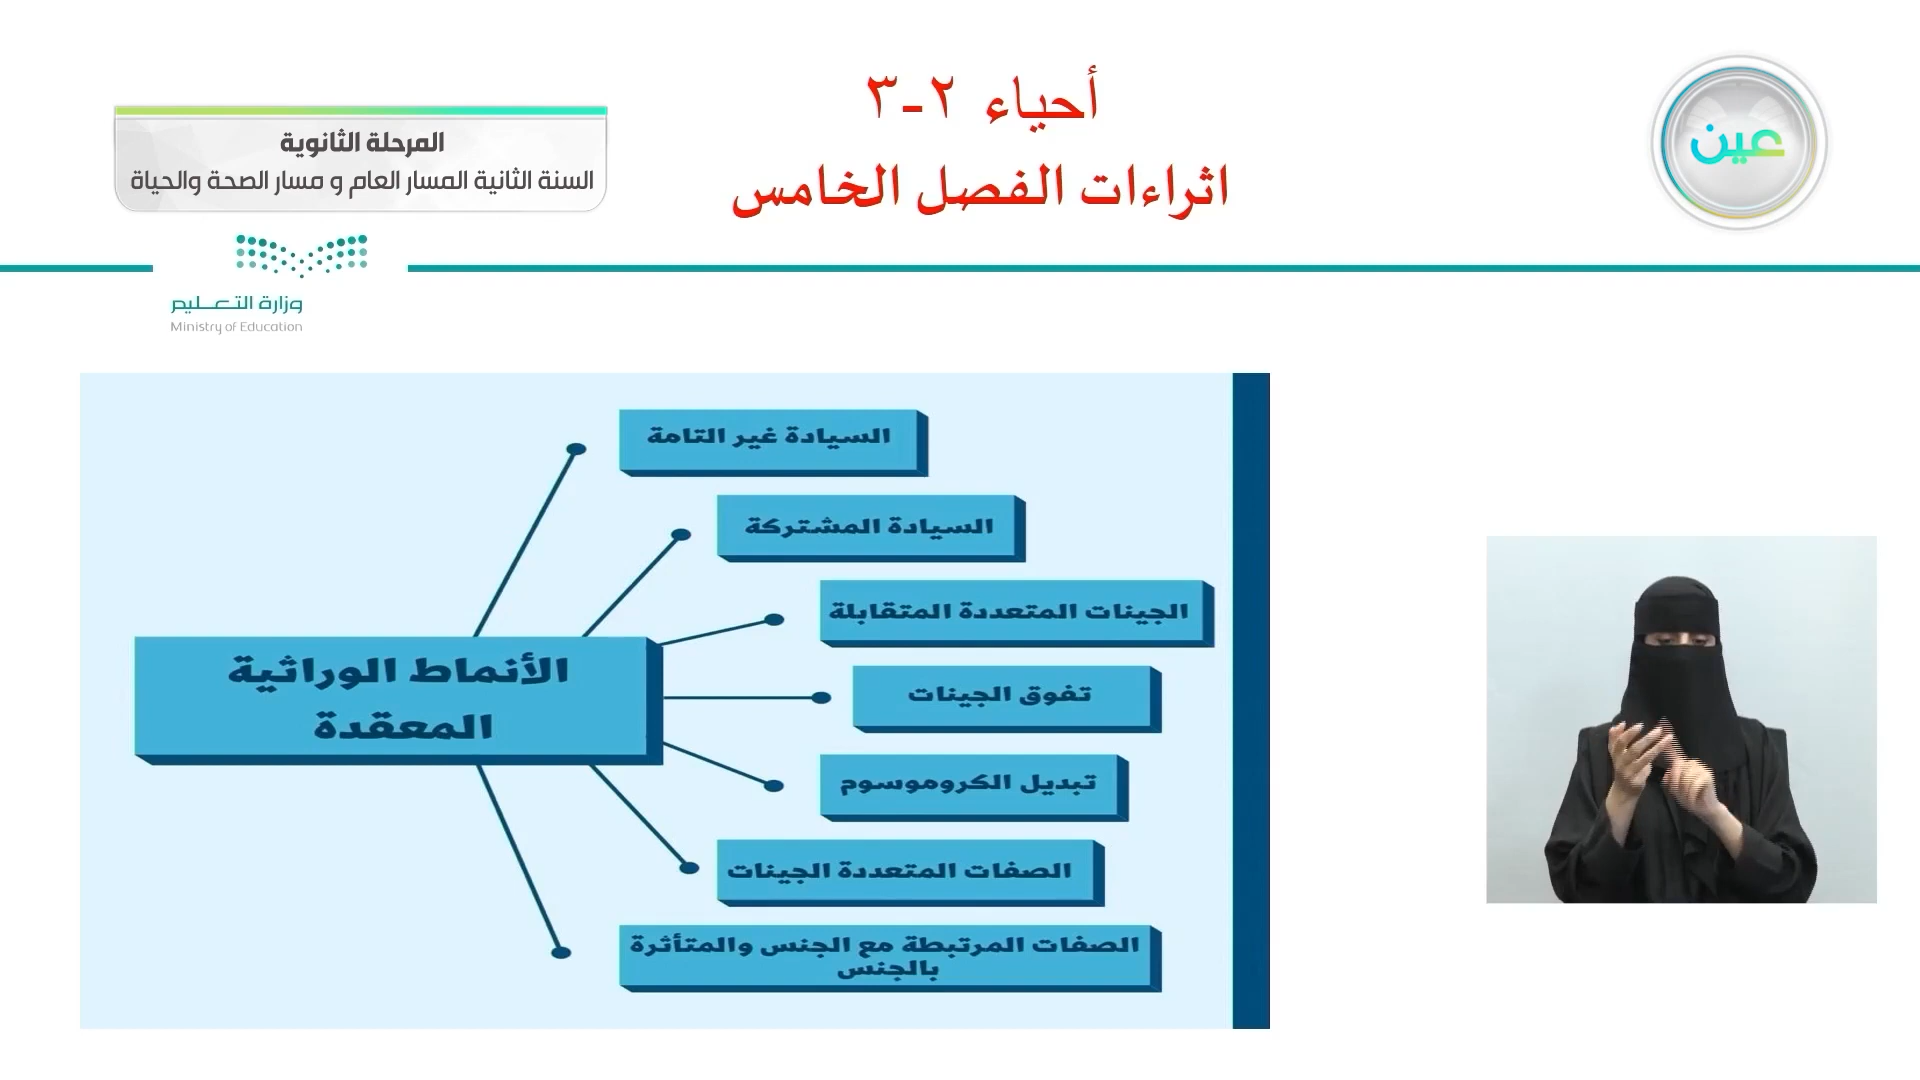 أحياء ٢-٣
اثراءات الفصل الخامس
عين
المرحلة الثانوية
السنة الثانية المسار العام و مسار الصحة والحياة
وزارة التعليم
Ministry of Education
السيادة غير التامة
السيادة المشتركة
الجينات المتعددة المتقابلة
تفوق الجينات
تبديل الكروموسوم
الصفات المتعددة الجينات
الصفات المرتبطة مع الجنس والمتأثرة
بالجنس
الأنماط الوراثية
المعقدة